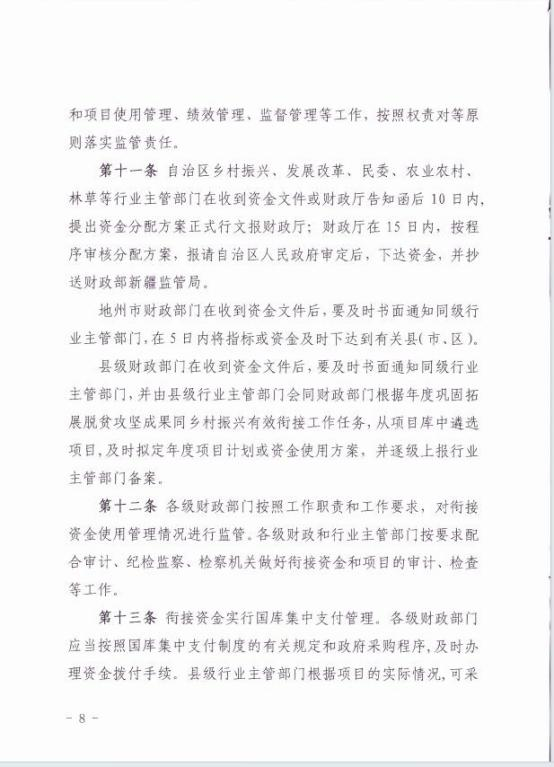 和项目使用管理、绩效管理、监督管理等工作，按照权责对等原
则落实监管责任。
第十一条 自治区乡村振兴、发展改革、民委、农业农村、
林草等行业主管部门在收到资金文件或财政厅告知函后 10 日内，
提出资金分配方案正式行文报财政厅；财政厅在 15 日内，按程
序审核分配方案，报请自治区人民政府审定后，下达资金，并抄
送财政部新疆监管局。
地州市财政部门在收到资金文件后，要及时书面通知同级行
业主管部门，在 5 日内将指标或资金及时下达到有关县（市、区）。
县级财政部门在收到资金文件后，要及时书面通知同级行业
主管部门，并由县级行业主管部门会同财政部门根据年度巩固拓
展脱贫攻坚成果同乡村振兴有效衔接工作任务，从项目库中遴选
项目，及时拟定年度项目计划或资金使用方案，并逐级上报行业
主管部门备案。
第十二条 各级财政部门按照工作职责和工作要求，对衔接
资金使用管理情况进行监管。各级财政和行业主管部门按要求配
合审计、纪检监察、检察机关做好衔接资金和项目的审计、检查
等工作。
第十三条 衔接资金实行国库集中支付管理。各级财政部门
应当按照国库集中支付制度的有关规定和政府采购程序，及时办
理资金拨付手续。县级行业主管部门根据项目的实际情况，可采
- 8 -